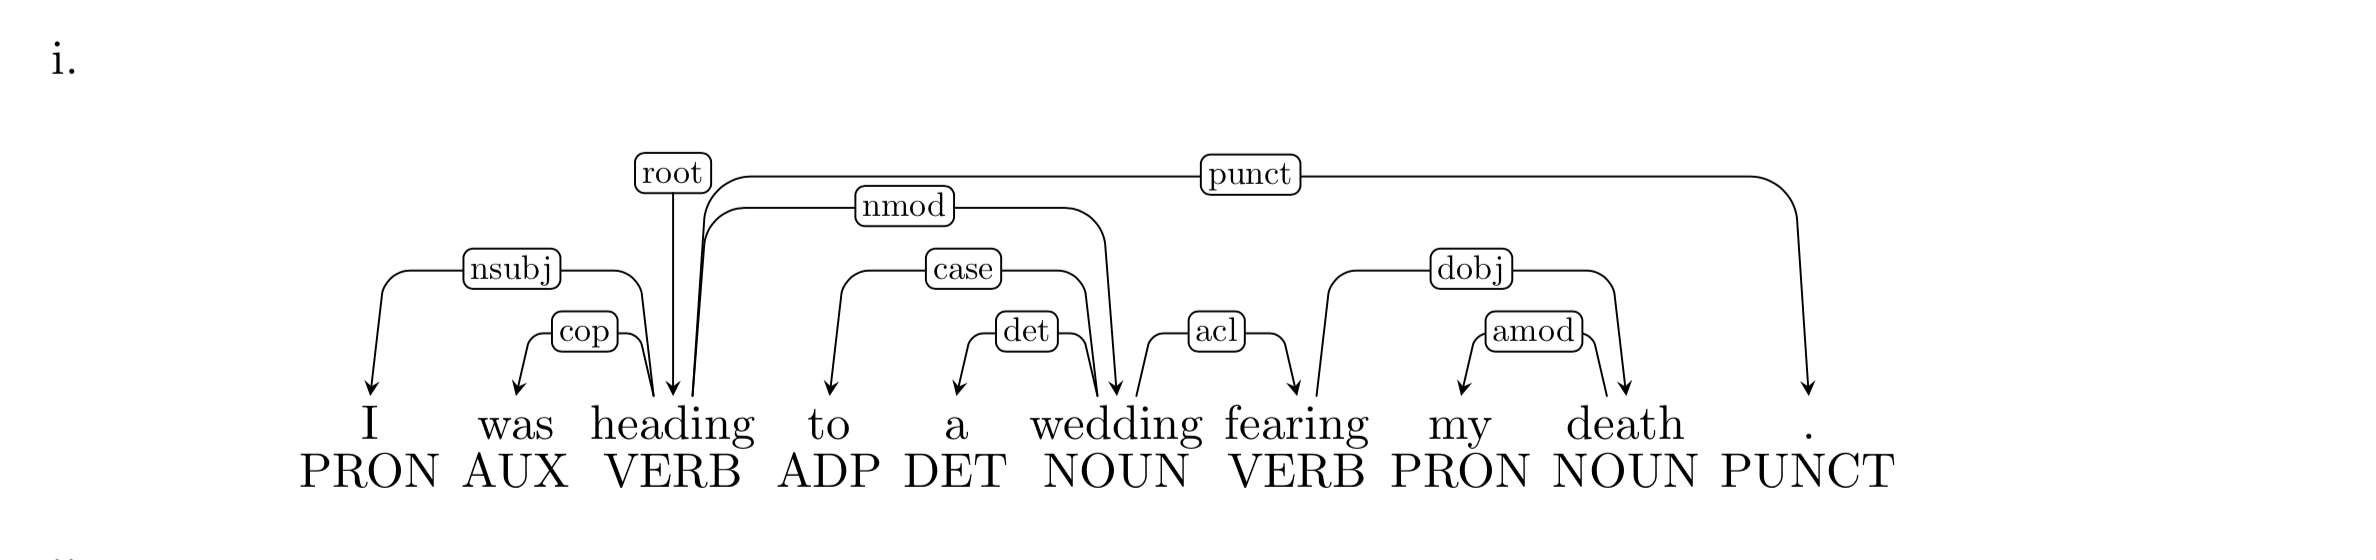 i.
root punct
nmod
nsubj case dobj
cop det acl amod
I was heading to a wedding fearing my death .
PRON AUX VERB ADP DET NOUN VERB PRON NOUN PUNCT